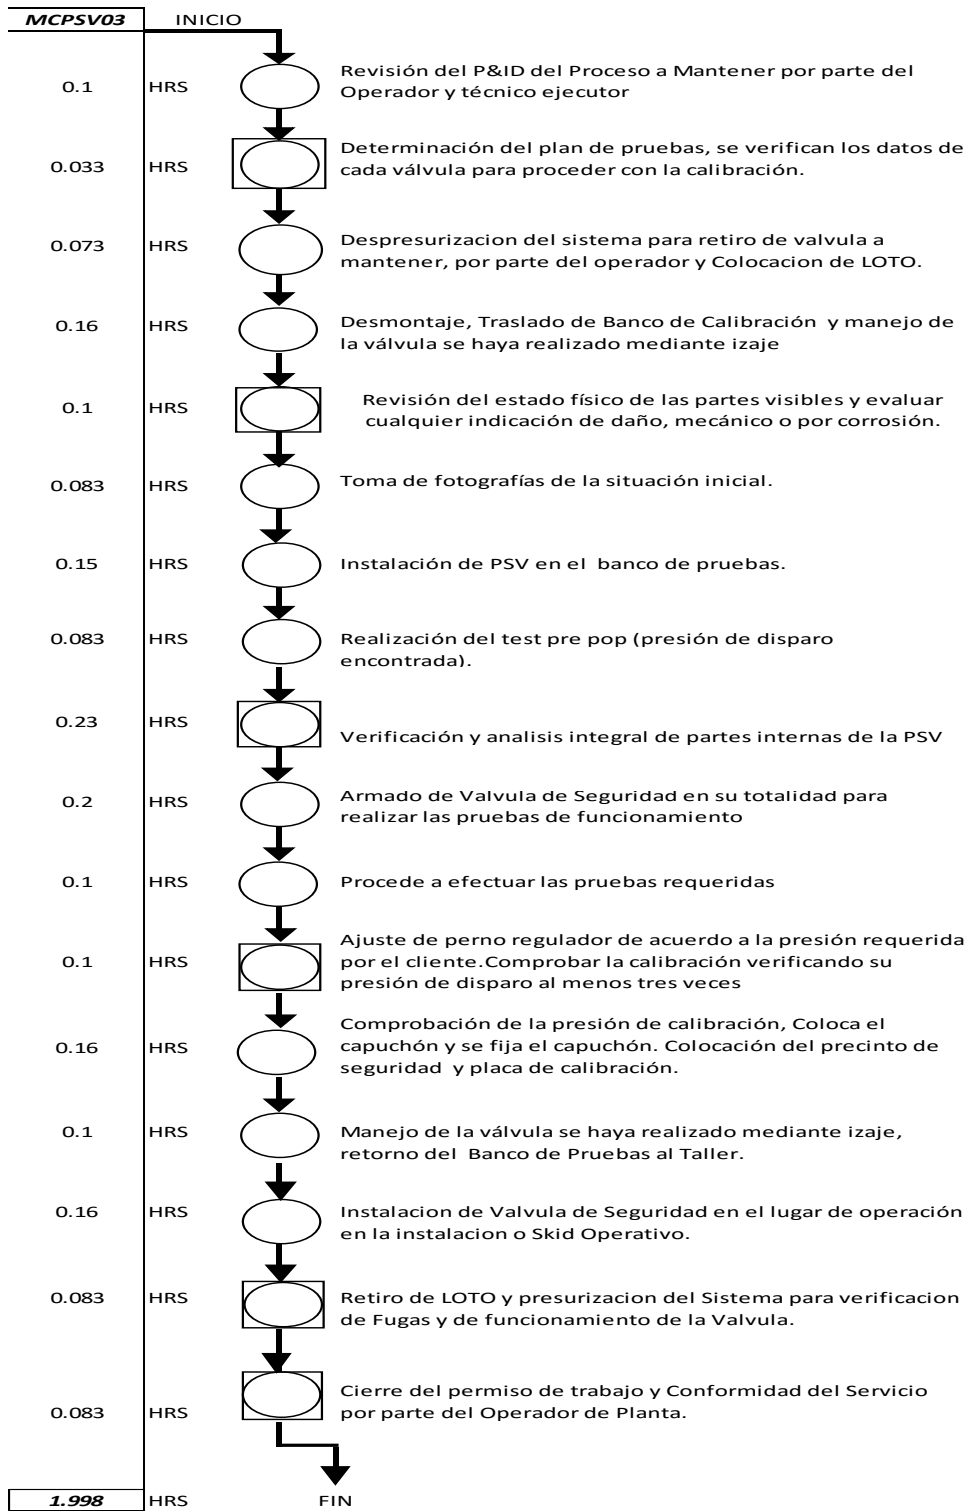 MCPSV03 INICIO
0.1 HRS Revisión del P&ID del Proceso a Mantener por parte del
Operador y técnico ejecutor
0.033 HRS Determinación del plan de pruebas, se verifican los datos de
cada válvula para proceder con la calibración.
0.073 HRS Despresurizacion del sistema para retiro de valvula a
mantener, por parte del operador y Colocacion de LOTO.
0.16 HRS Desmontaje, Traslado de Banco de Calibración y manejo de
la válvula se haya realizado mediante izaje
0.1 HRS Revisión del estado físico de las partes visibles y evaluar
cualquier indicación de daño, mecánico o por corrosión.
0.083 HRS Toma de fotografías de la situación inicial.
0.15 HRS Instalación de PSV en el banco de pruebas.
0.083 HRS Realización del test pre pop (presión de disparo
encontrada).
0.23 HRS Verificación y analisis integral de partes internas de la PSV
0.2 HRS Armado de Valvula de Seguridad en su totalidad para
realizar las pruebas de funcionamiento
0.1 HRS Procede a efectuar las pruebas requeridas
0.1 HRS Ajuste de perno regulador de acuerdo a la presión requerida
por el cliente.Comprobar la calibración verificando su
presión de disparo al menos tres veces
0.16 HRS Comprobación de la presión de calibración, Coloca el
capuchón y se fija el capuchón. Colocación del precinto de
seguridad y placa de calibración.
0.1 HRS Manejo de la válvula se haya realizado mediante izaje,
retorno del Banco de Pruebas al Taller.
0.16 HRS Instalacion de Valvula de Seguridad en el lugar de operación
en la instalacion o Skid Operativo.
0.083 HRS Retiro de LOTO y presurizacion del Sistema para verificacion
de Fugas y de funcionamiento de la Valvula.
0.083 HRS Cierre del permiso de trabajo y Conformidad del Servicio
por parte del Operador de Planta.
1.998 HRS FIN